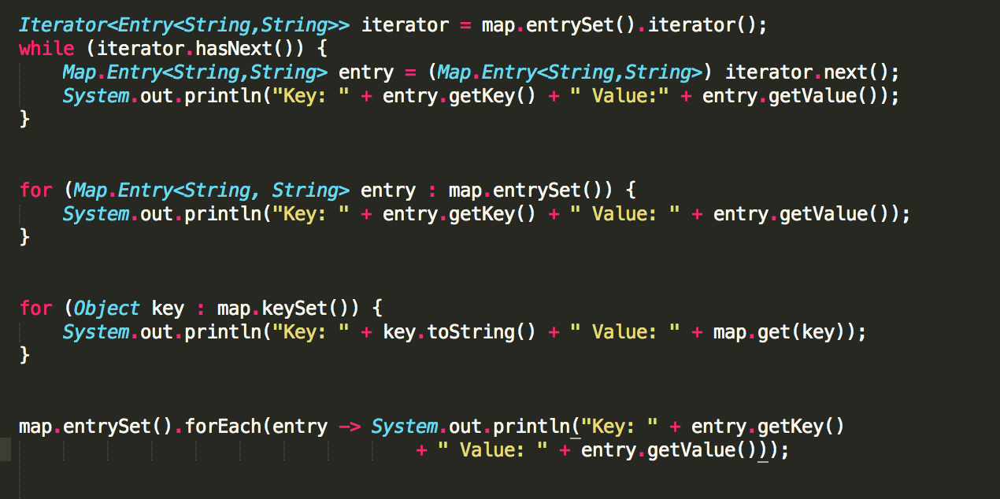 Iterator<Entry<String,String>> iterator = map.entrySet().iterator();
while (iterator.hasNext()) {
    Map.Entry<String,String> entry = (Map.Entry<String,String>) iterator.next();
    System.out.println("Key: " + entry.getKey() + " Value:" + entry.getValue());
}
for (Map.Entry<String, String> entry : map.entrySet()) {
    System.out.println("Key: " + entry.getKey() + " Value: " + entry.getValue());
}
for (Object key : map.keySet()) {
    System.out.println("Key: " + key.toString() + " Value: " + map.get(key));
}
map.entrySet().forEach(entry -> System.out.println("Key: " + entry.getKey()
                                    + " Value: " + entry.getValue()));